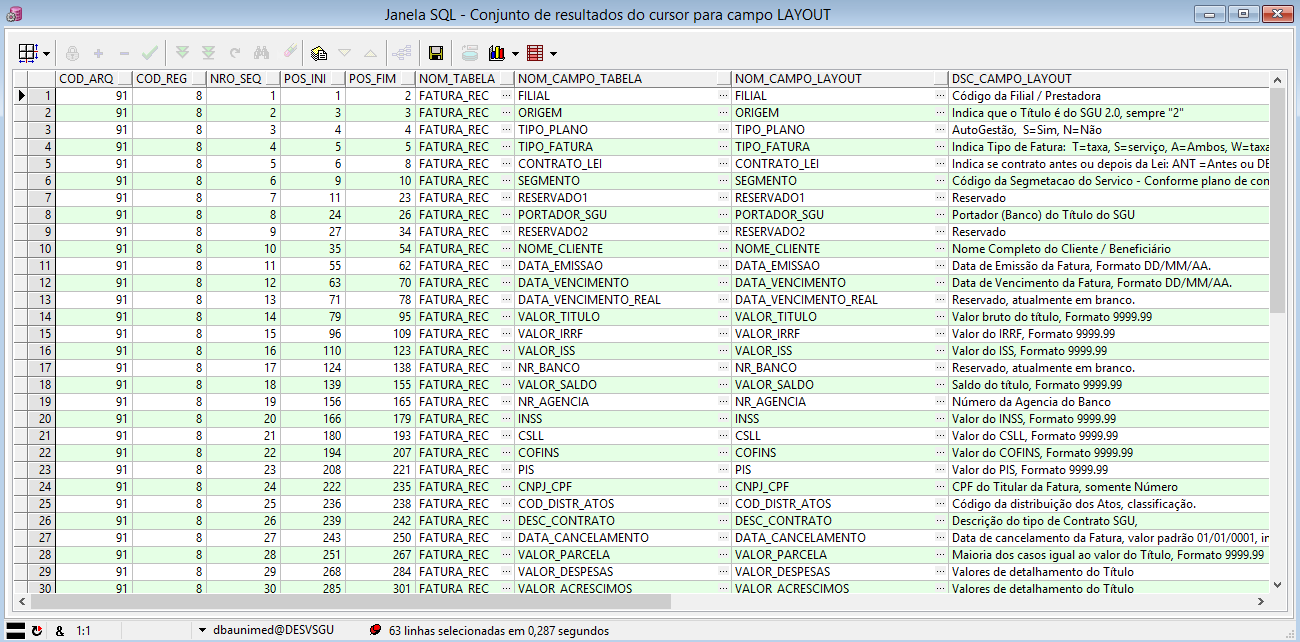 Janela SQL - Conjunto de resultados do cursor para campo LAYOUT
COD_ARQ COD_REG NRO_SEQ POS_INI POS_FIM NOM_TABELA NOM_CAMPO_TABELA NOM_CAMPO_LAYOUT DSC_CAMPO_LAYOUT
1 91 8 1 1 2 FATURA_REC ... FILIAL ... FILIAL ... Código da Filial / Prestadora
2 91 8 2 3 3 FATURA_REC ... ORIGEM ... ORIGEM ... Indica que o Título é do SGU 2.0, sempre "2"
3 91 8 3 4 4 FATURA_REC ... TIPO_PLANO ... TIPO_PLANO ... AutoGestão, S=Sim, N=Não
4 91 8 4 5 5 FATURA_REC ... TIPO_FATURA ... TIPO_FATURA ... Indica Tipo de Fatura: T=taxa, S=serviço, A=Ambos, W=taxa
5 91 8 5 6 8 FATURA_REC ... CONTRATO_LEI ... CONTRATO_LEI ... Indica se contrato antes ou depois da Lei: ANT =Antes ou DE
6 91 8 6 9 10 FATURA_REC ... SEGMENTO ... SEGMENTO ... Código da Segmetacao do Servico - Conforme plano de con
7 91 8 7 11 23 FATURA_REC ... RESERVADO1 ... RESERVADO1 ... Reservado
8 91 8 8 24 26 FATURA_REC ... PORTADOR_SGU ... PORTADOR_SGU ... Portador (Banco) do Título do SGU
9 91 8 9 27 34 FATURA_REC ... RESERVADO2 ... RESERVADO2 ... Reservado
10 91 8 10 35 54 FATURA_REC ... NOME_CLIENTE ... NOME_CLIENTE ... Nome Completo do Cliente / Beneficiário
11 91 8 11 55 62 FATURA_REC ... DATA_EMISSAO ... DATA_EMISSAO ... Data de Emissão da Fatura, Formato DD/MM/AA.
12 91 8 12 63 70 FATURA_REC ... DATA_VENCIMENTO ... DATA_VENCIMENTO ... Data de Vencimento da Fatura, Formato DD/MM/AA.
13 91 8 13 71 78 FATURA_REC ... DATA_VENCIMENTO_REAL ... DATA_VENCIMENTO_REAL ... Reservado, atualmente em branco.
14 91 8 14 79 95 FATURA_REC ... VALOR_TITULO ... VALOR_TITULO ... Valor bruto do título, Formato 9999.99
15 91 8 15 96 109 FATURA_REC ... VALOR_IRRF ... VALOR_IRRF ... Valor do IRRF, Formato 9999.99
16 91 8 16 110 123 FATURA_REC ... VALOR_ISS ... VALOR_ISS ... Valor do ISS, Formato 9999.99
17 91 8 17 124 138 FATURA_REC ... NR_BANCO ... NR_BANCO ... Reservado, atualmente em branco.
18 91 8 18 139 155 FATURA_REC ... VALOR_SALDO ... VALOR_SALDO ... Saldo do título, Formato 9999.99
19 91 8 19 156 165 FATURA_REC ... NR_AGENCIA ... NR_AGENCIA ... Número da Agencia do Banco
20 91 8 20 166 179 FATURA_REC ... INSS ... INSS ... Valor do INSS, Formato 9999.99
21 91 8 21 180 193 FATURA_REC ... CSLL ... CSLL ... Valor do CSLL, Formato 9999.99
22 91 8 22 194 207 FATURA_REC ... COFINS ... COFINS ... Valor do COFINS, Formato 9999.99
23 91 8 23 208 221 FATURA_REC ... PIS ... PIS ... Valor do PIS, Formato 9999.99
24 91 8 24 222 235 FATURA_REC ... CNPJ_CPF ... CNPJ_CPF ... CPF do Titular da Fatura, somente Número
25 91 8 25 236 238 FATURA_REC ... COD_DISTR_ATOS ... COD_DISTR_ATOS ... Código da distribuição dos Atos, classificação.
26 91 8 26 239 242 FATURA_REC ... DESC_CONTRATO ... DESC_CONTRATO ... Descrição do tipo de Contrato SGU,
27 91 8 27 243 250 FATURA_REC ... DATA_CANCELAMENTO ... DATA_CANCELAMENTO ... Data de cancelamento da Fatura, valor padrão 01/01/0001, in
28 91 8 28 251 267 FATURA_REC ... VALOR_PARCELA ... VALOR_PARCELA ... Maioria dos casos igual ao valor do Título, Formato 9999.99
29 91 8 29 268 284 FATURA_REC ... VALOR_DESPESAS ... VALOR_DESPESAS ... Valores de detalhamento do Título
30 91 8 30 285 301 FATURA_REC ... VALOR_ACRESCIMOS ... VALOR_ACRESCIMOS ... Valores de detalhamento do Título
& 1:1 dbaunimed@DESVSGU 63 linhas selecionadas em 0,287 segundos